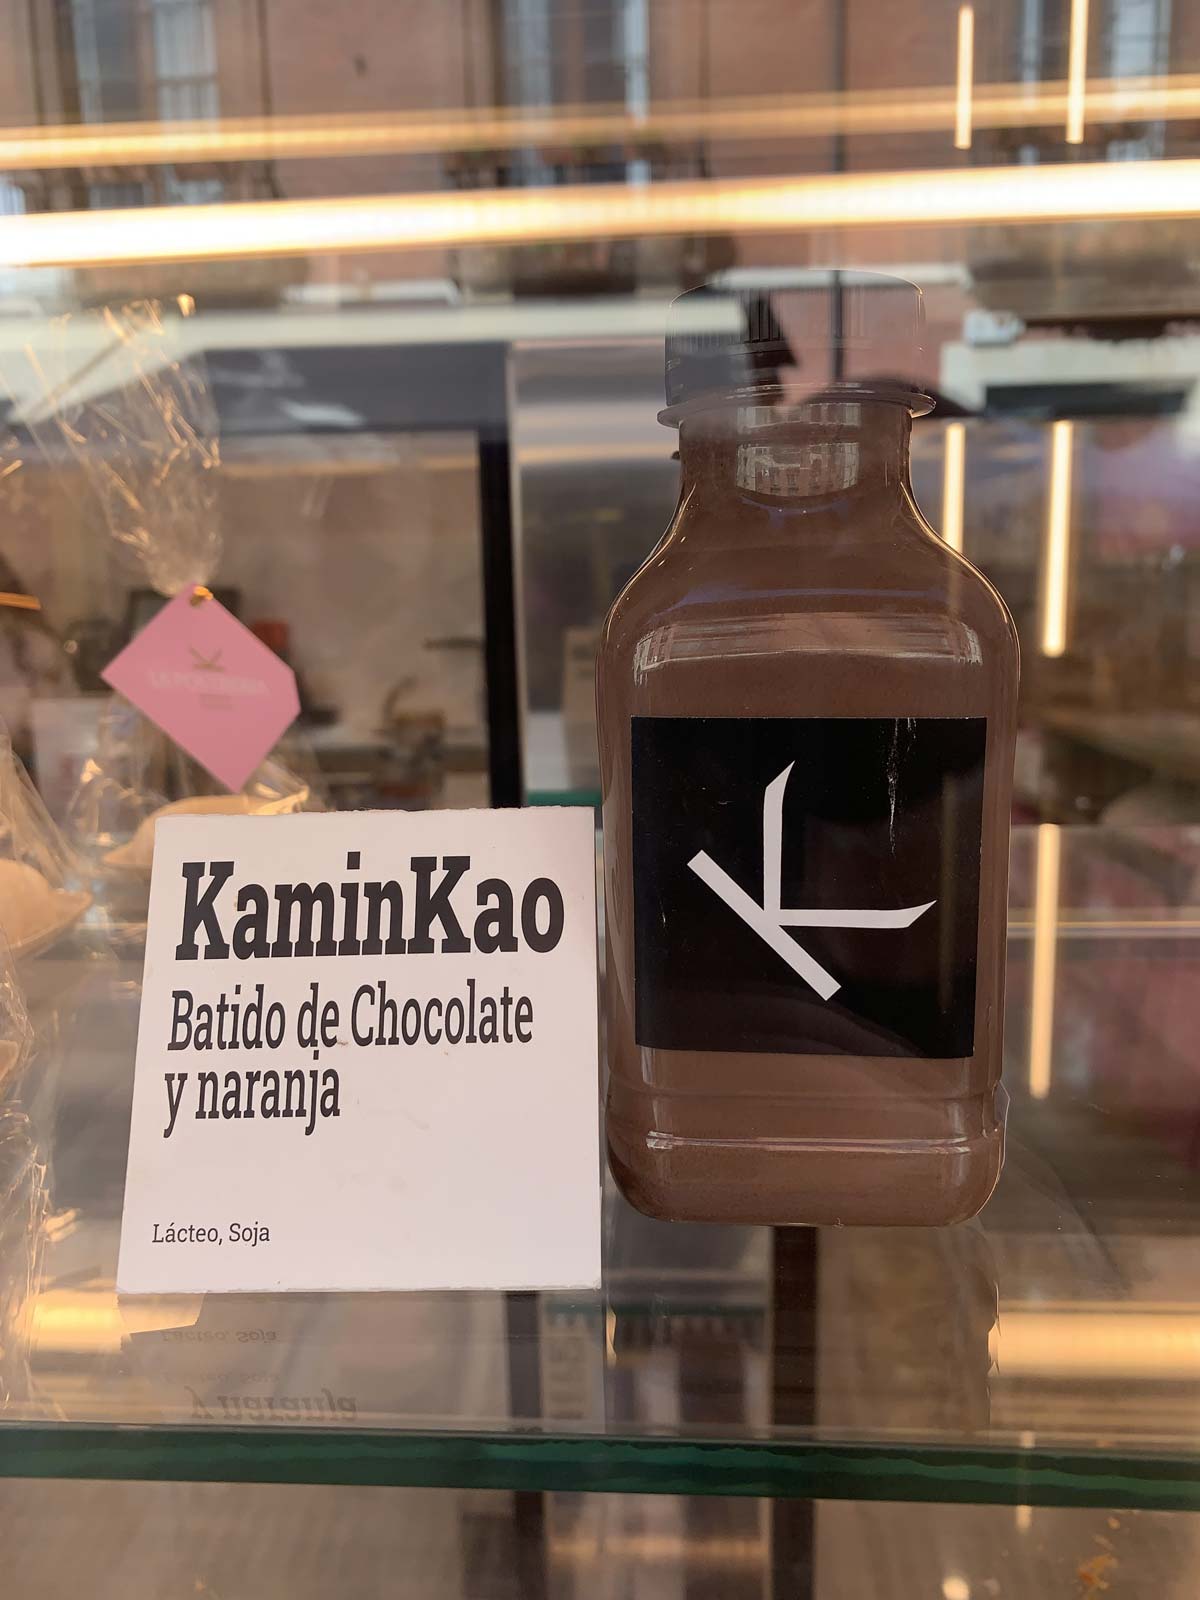 KaminKao
Batido de Chocolate
y naranja
Lácteo, Soja